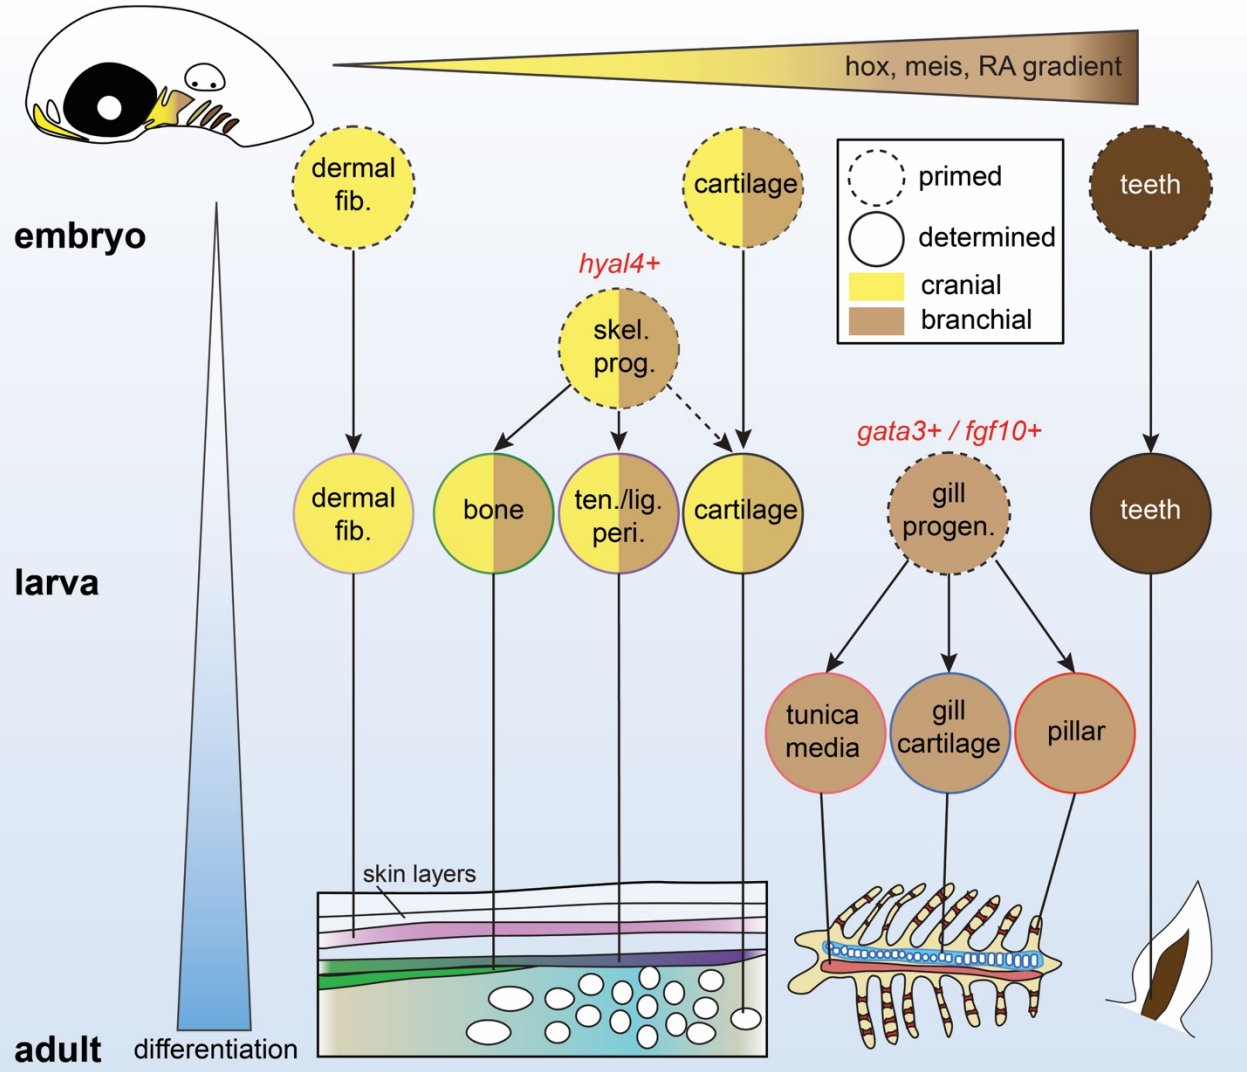 hox, meis, RA gradient
dermal
fib.
cartilage
primed
determined
cranial
branchial
teeth
embryo
hyal4+
skel.
prog.
gata3+ / fgf10+
dermal
fib.
bone
ten./lig.
peri.
cartilage
gill
progen.
teeth
larva
tunica
media
gill
cartilage
pillar
skin layers
adult
differentiation